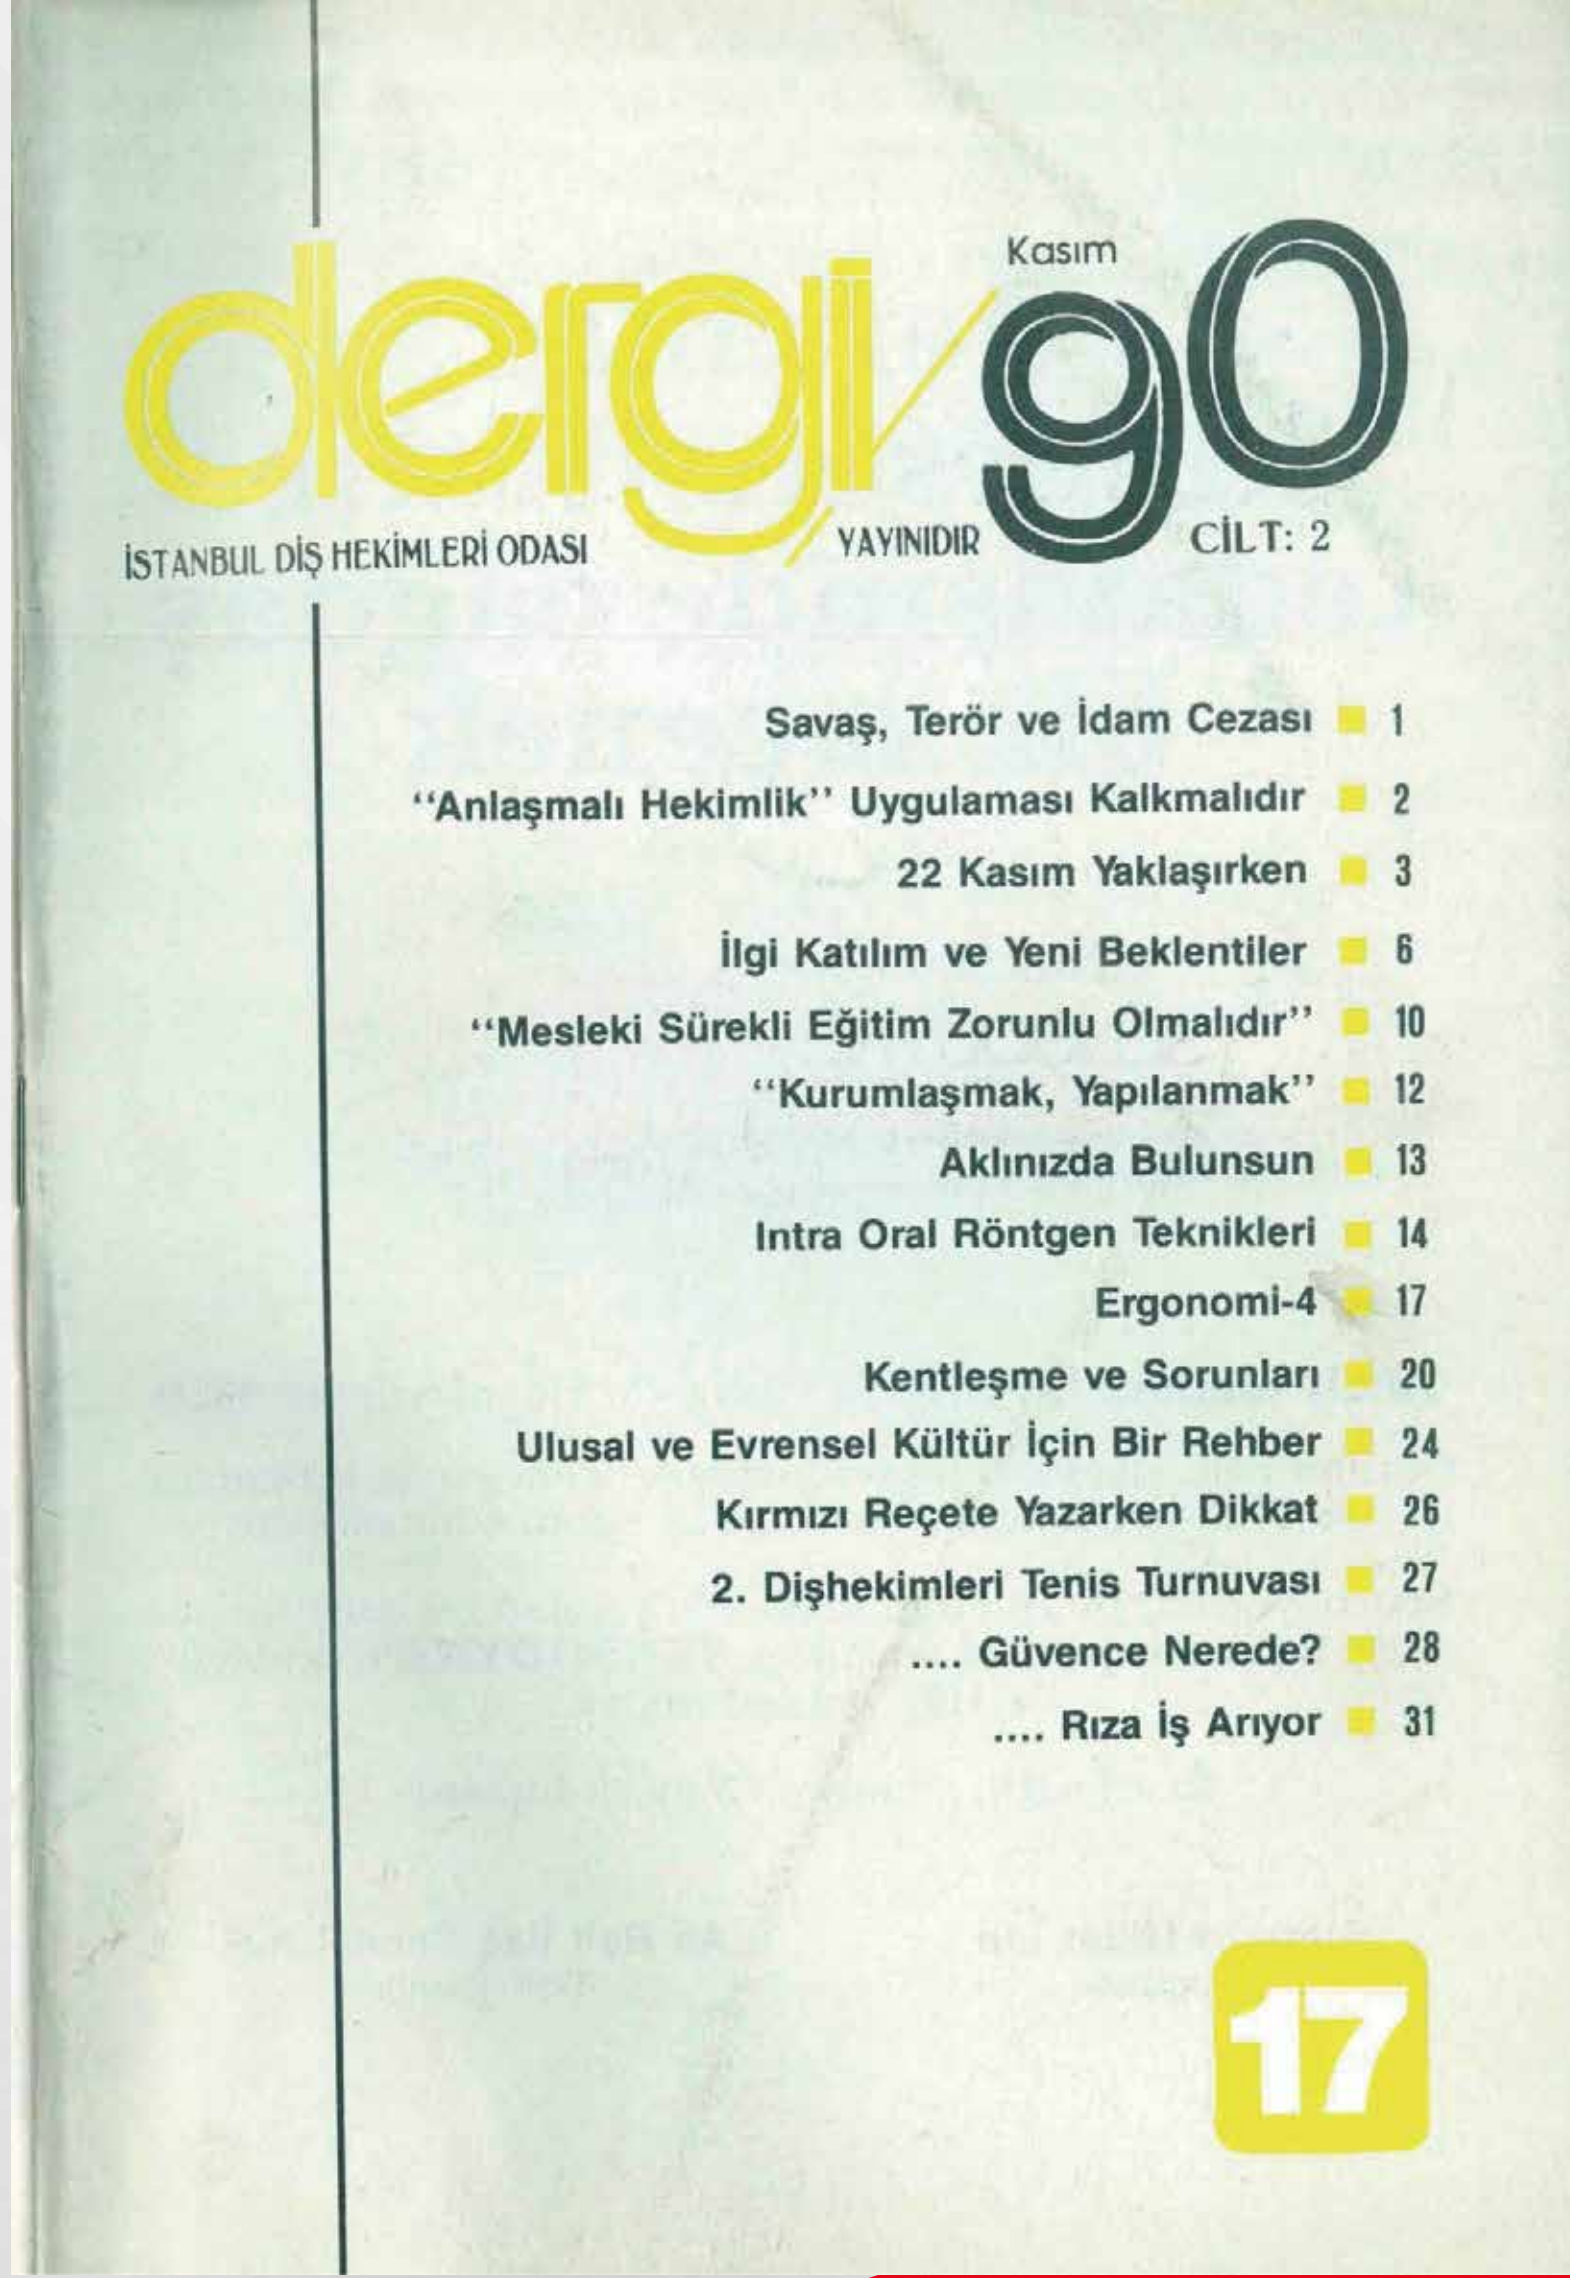 Kasım
dergi/90
İSTANBUL DİŞ HEKİMLERİ ODASI YAYINIDIR CİLT: 2
Savaş, Terör ve İdam Cezası 1
“Anlaşmalı Hekimlik” Uygulaması Kalkmalıdır 2
22 Kasım Yaklaşırken 3
İlgi Katılım ve Yeni Beklentiler 6
“Mesleki Sürekli Eğitim Zorunlu Olmalıdır” 10
“Kurumlaşmak, Yapılanmak” 12
Aklınızda Bulunsun 13
Intra Oral Röntgen Teknikleri 14
Ergonomi-4 17
Kentleşme ve Sorunları 20
Ulusal ve Evrensel Kültür İçin Bir Rehber 24
Kırmızı Reçete Yazarken Dikkat 26
2. Dişhekimleri Tenis Turnuvası 27
.... Güvence Nerede? 28
.... Rıza İş Arıyor 31
17